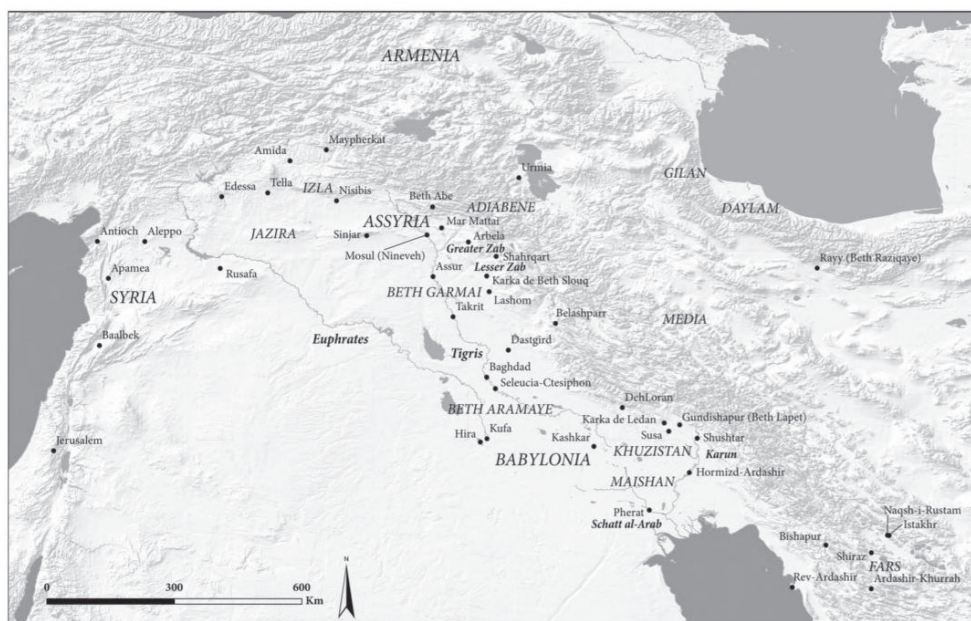 ARMENIA
Maypherkat
Amida
Urmia
GILAN
Edessa
Tella
IZLA
Nisibis
Beth Abe
ADIABENE
DAYLAM
ASSYRIA
Mar Mattai
Antioch
Aleppo
JAZIRA
Sinjar
Arbela
Greater Zab
Mosul (Nineveh)
Shahrqart
Rayy (Beth Raziqaye)
Apamea
Rusafa
Assur
Lesser Zab
Karka de Beth Slouq
SYRIA
BETH GARMAI
Lashom
Takrit
Belashparr
MEDIA
Baalbek
Euphrates
Tigris
Dastgird
Baghdad
Seleucia-Ctesiphon
BETH ARAMAYE
DehLoran
Karka de Ledan
Gundishapur (Beth Lapet)
Jerusalem
Hira
Kufa
Kashkar
Susa
Shushtar
BABYLONIA
KHUZISTAN
Karun
MAISHAN
Hormizd-Ardashir
Pherat
Schatt al-Arab
Naqsh-i-Rustam
Istakhr
Bishapur
Shiraz
FARS
Rev-Ardashir
Ardashir-Khurrah
N
0 300 600
Km